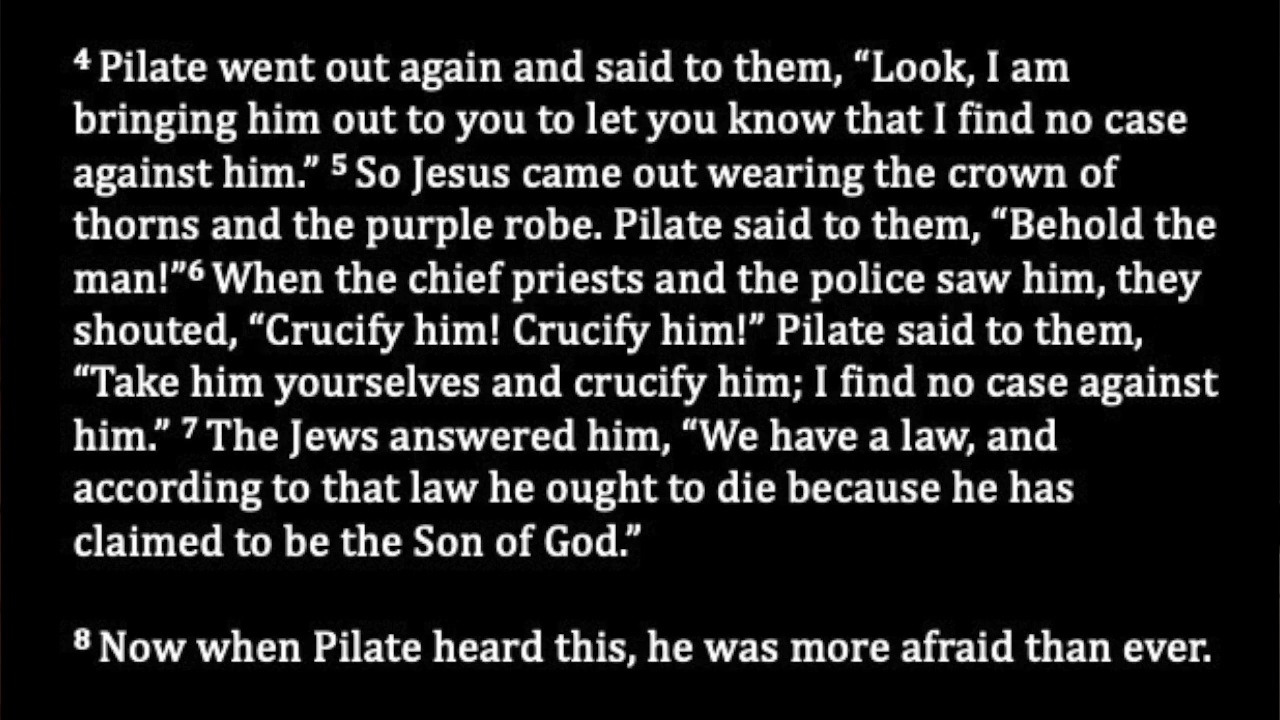 ⁴ Pilate went out again and said to them, “Look, I am
bringing him out to you to let you know that I find no case
against him.” ⁵ So Jesus came out wearing the crown of
thorns and the purple robe. Pilate said to them, “Behold the
man!”⁶ When the chief priests and the police saw him, they
shouted, “Crucify him! Crucify him!” Pilate said to them,
“Take him yourselves and crucify him; I find no case against
him.” ⁷ The Jews answered him, “We have a law, and
according to that law he ought to die because he has
claimed to be the Son of God.”
⁸ Now when Pilate heard this, he was more afraid than ever.